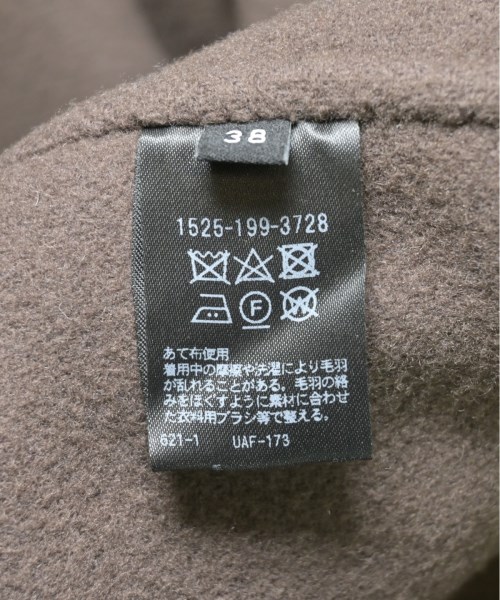 38
1525-199-3728
F W
あて布使用
着用中の摩擦や洗濯により毛羽
が乱れることがある。毛羽の絡
みをほぐすように素材に合わせ
た衣料用ブラシ等で整える。
621-1 UAF-173